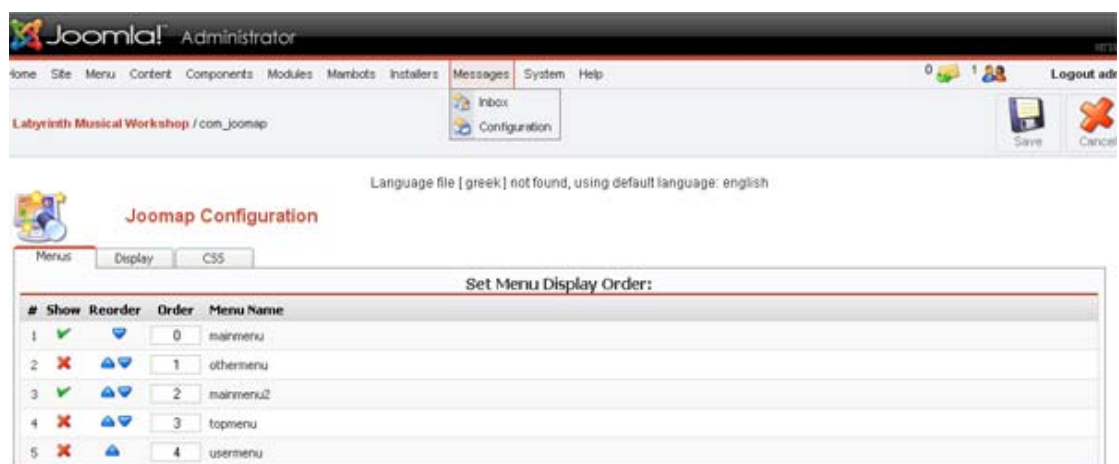 Joomla! Administrator
Home Site Menu Content Components Modules Mambots Installers Messages System Help 0 1 Logout adm
Inbox
Configuration
Labyrinth Musical Workshop / com_joomap
Save Cancel
Language file [ greek ] not found, using default language: english
Joomap Configuration
Menus Display CSS
Set Menu Display Order:
# Show Reorder Order Menu Name
1 0 mainmenu
2 1 othermenu
3 2 mainmenu2
4 3 topmenu
5 4 usermenu